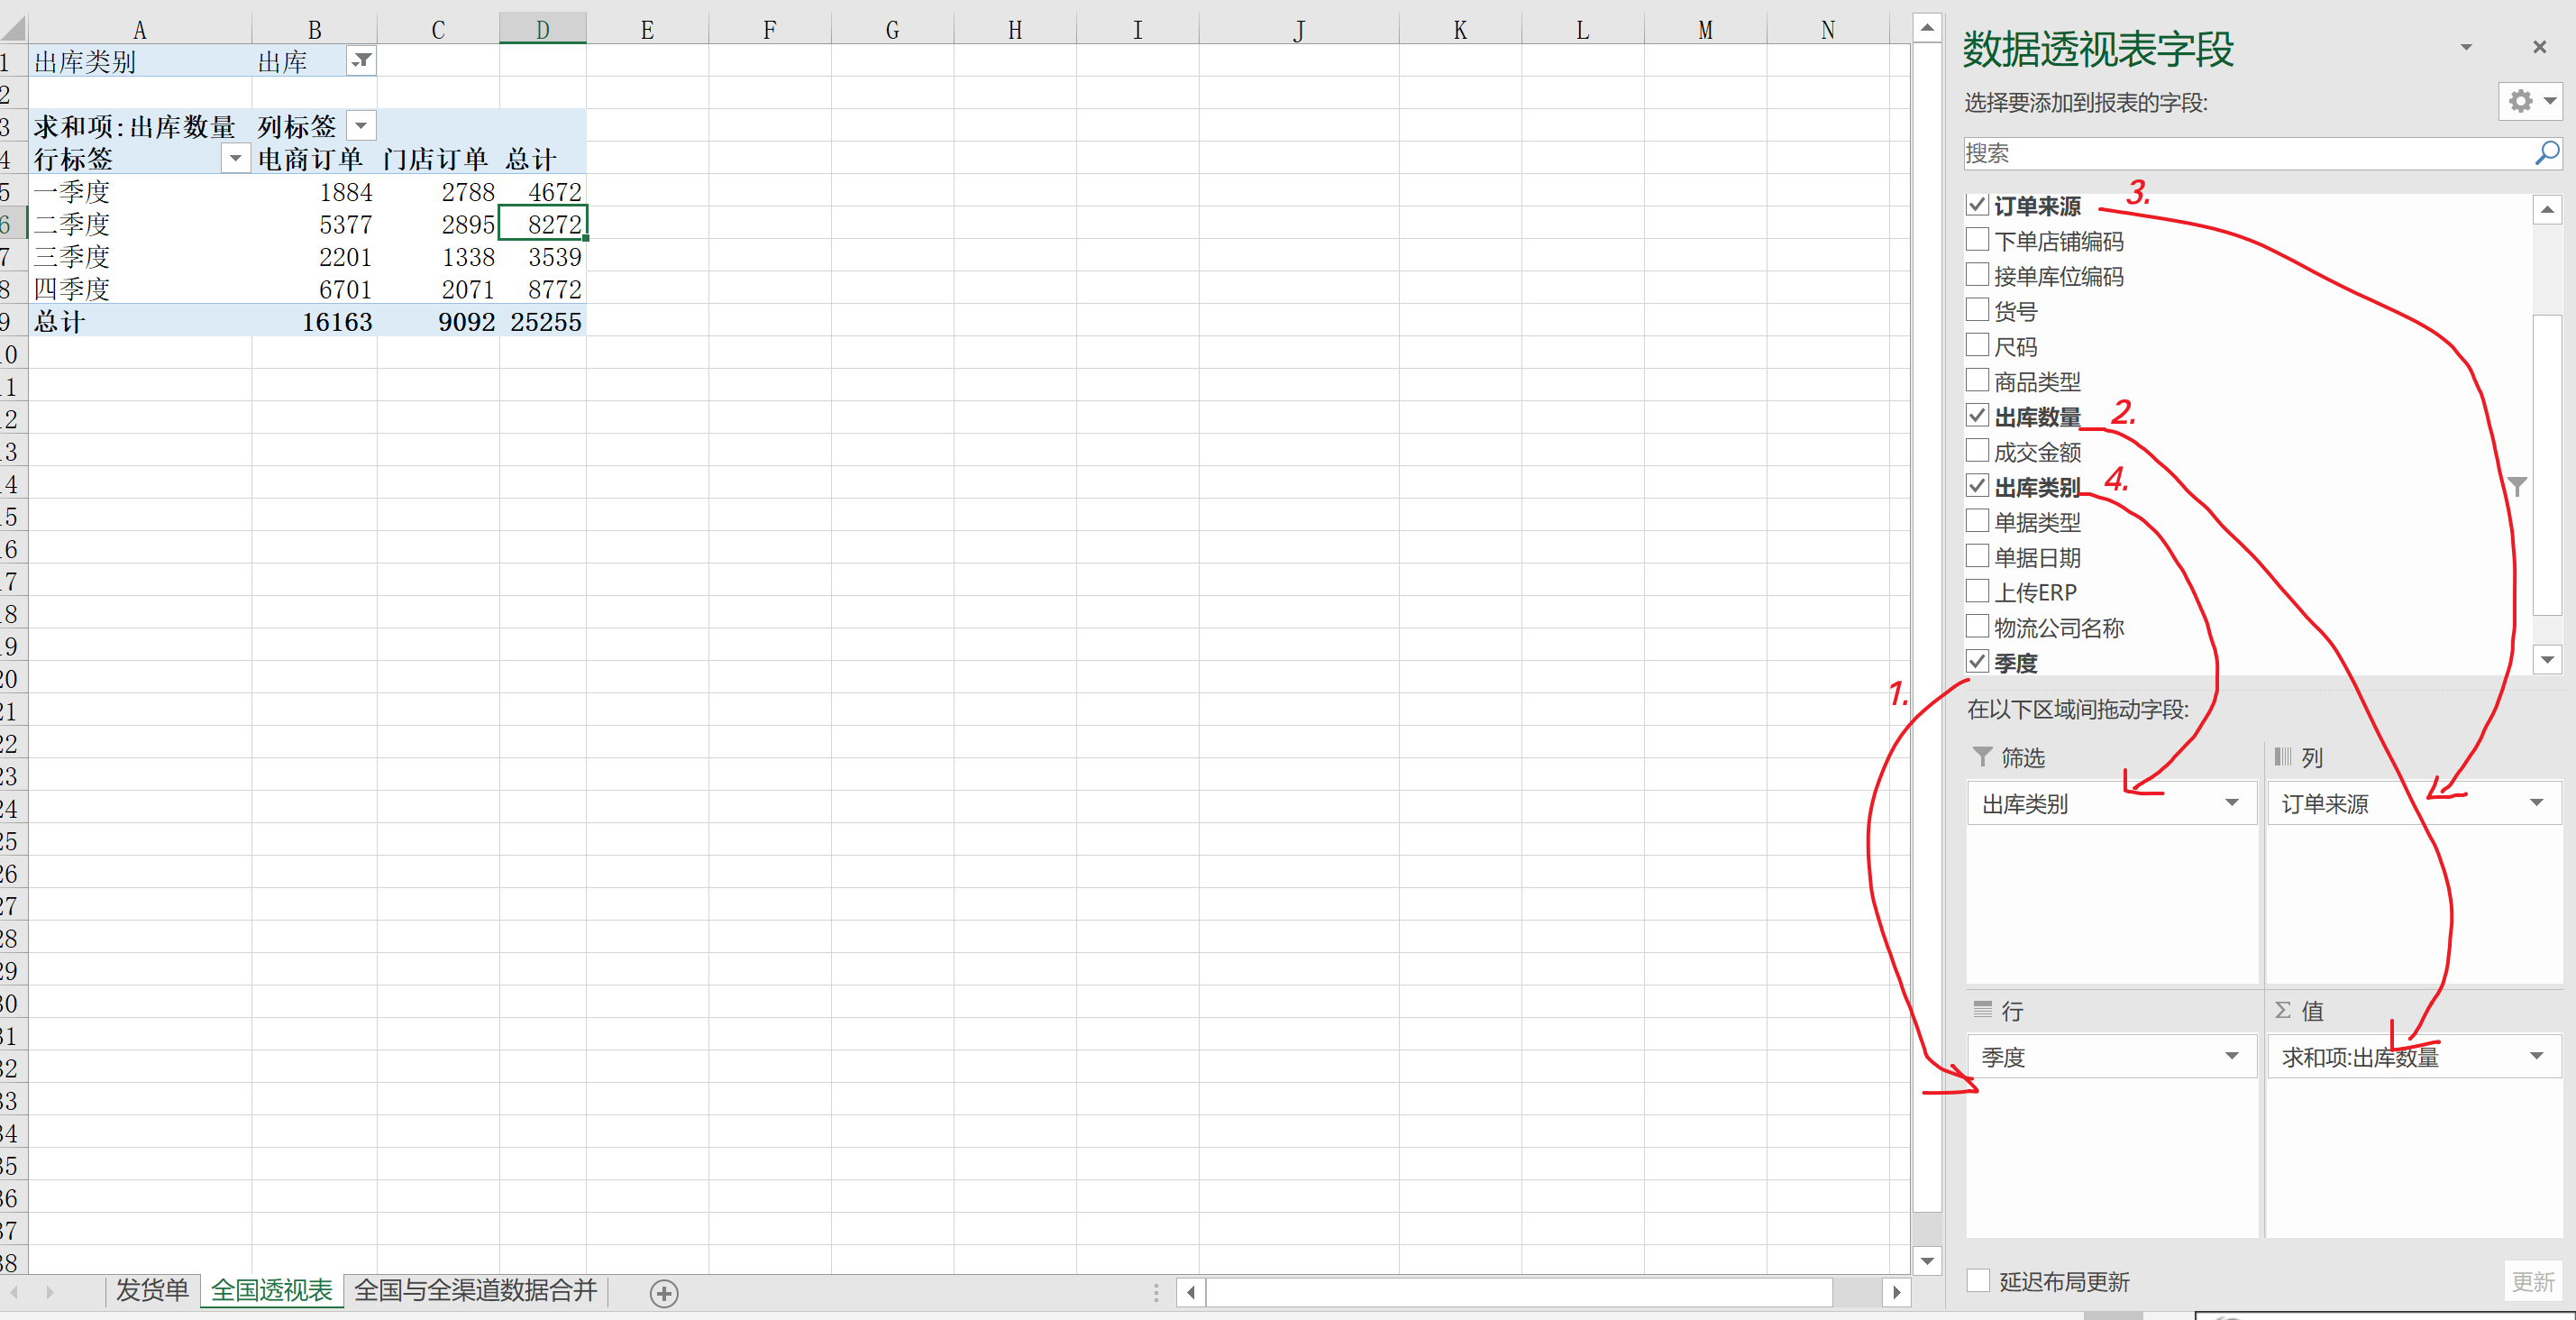 A B C D E F G H I J K L M N
1 出库类别 出库
2
3 求和项:出库数量 列标签
4 行标签 电商订单 门店订单 总计
5 一季度 1884 2788 4672
6 二季度 5377 2895 8272
7 三季度 2201 1338 3539
8 四季度 6701 2071 8772
9 总计 16163 9092 25255
10
11
12
13
14
15
16
17
18
19
20
21
22
23
24
25
26
27
28
29
30
31
32
33
34
35
36
37
38
发货单 全国透视表 全国与全渠道数据合并
数据透视表字段
选择要添加到报表的字段:
搜索
订单来源 3.
下单店铺编码
接单库位编码
货号
尺码
商品类型
出库数量 2.
成交金额
出库类别 4.
单据类型
单据日期
上传ERP
物流公司名称
季度
1.
在以下区域间拖动字段:
筛选 列
出库类别 订单来源
行 Σ 值
季度 求和项:出库数量
延迟布局更新 更新